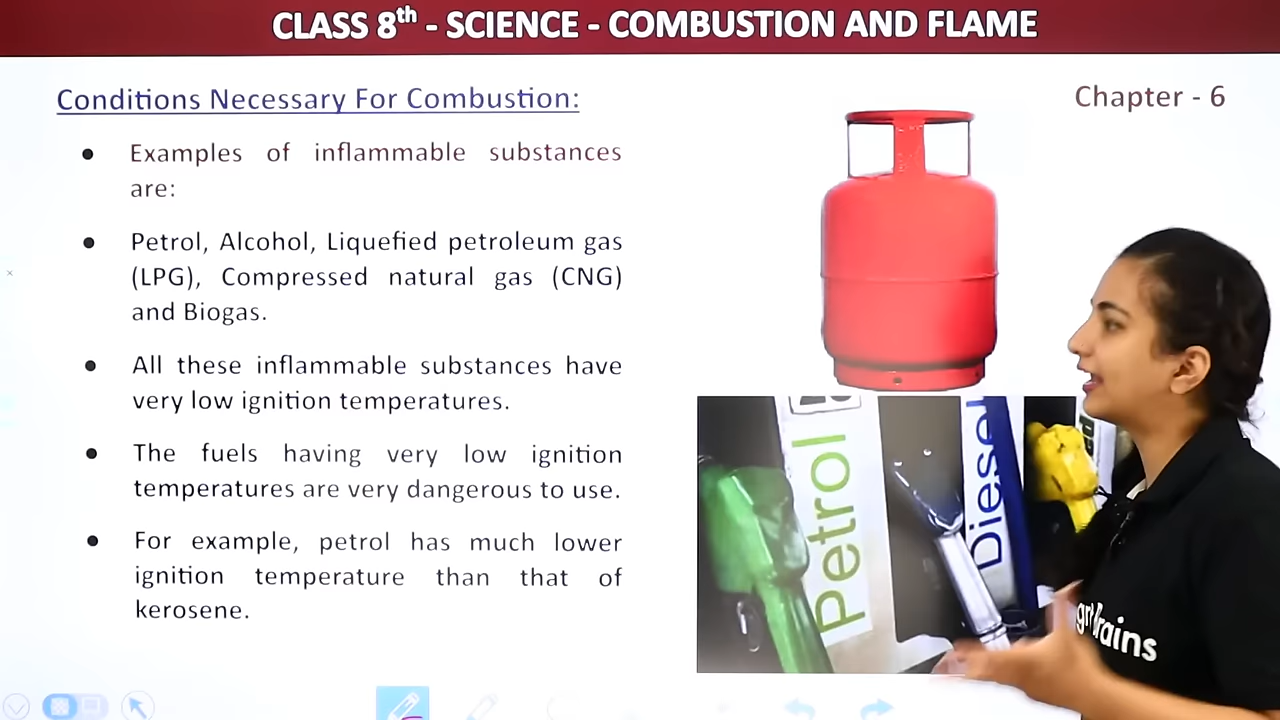 CLASS 8th - SCIENCE - COMBUSTION AND FLAME
Conditions Necessary For Combustion:
Chapter - 6
● Examples of inflammable substances
are:
● Petrol, Alcohol, Liquefied petroleum gas
(LPG), Compressed natural gas (CNG)
and Biogas.
● All these inflammable substances have
very low ignition temperatures.
● The fuels having very low ignition
temperatures are very dangerous to use.
● For example, petrol has much lower
ignition temperature than that of
kerosene.
Petrol
Diesel